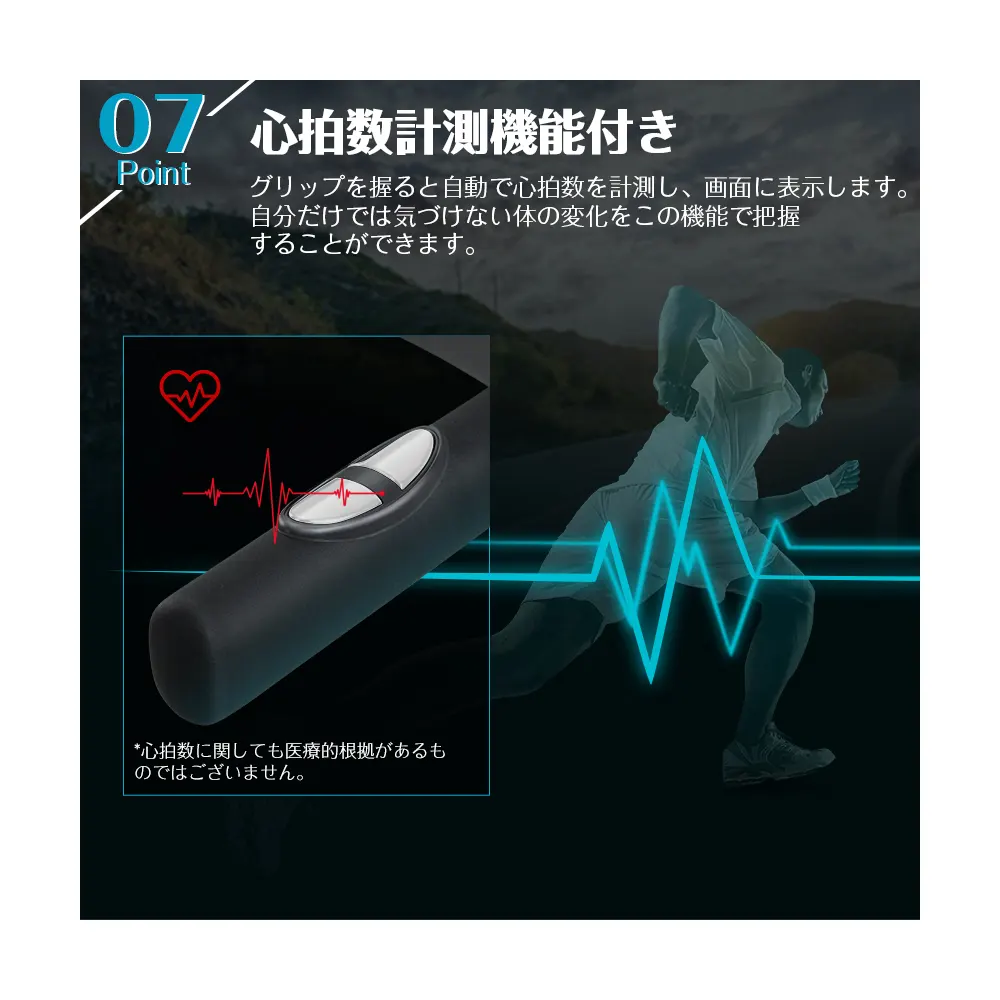 07
Point
心拍数計測機能付き
グリップを握ると自動で心拍数を計測し、画面に表示します。
自分だけでは気づけない体の変化をこの機能で把握
することができます。
*心拍数に関しても医療的根拠があるも
のではございません。